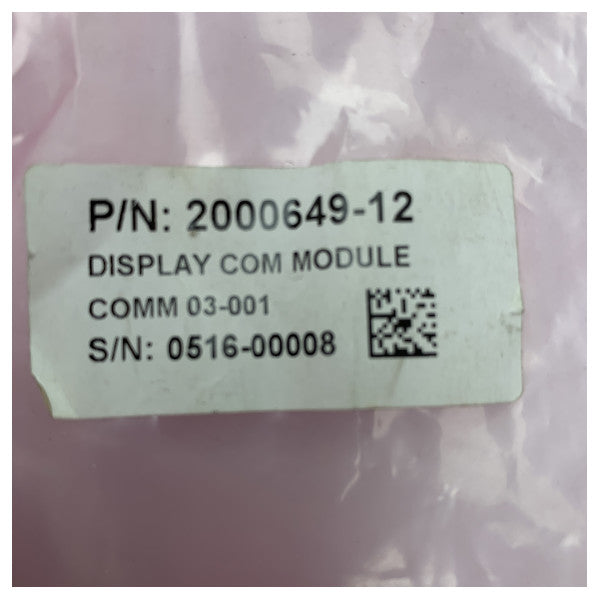 P/N: 2000649-12
DISPLAY COM MODULE
COMM 03-001
S/N: 0516-00008